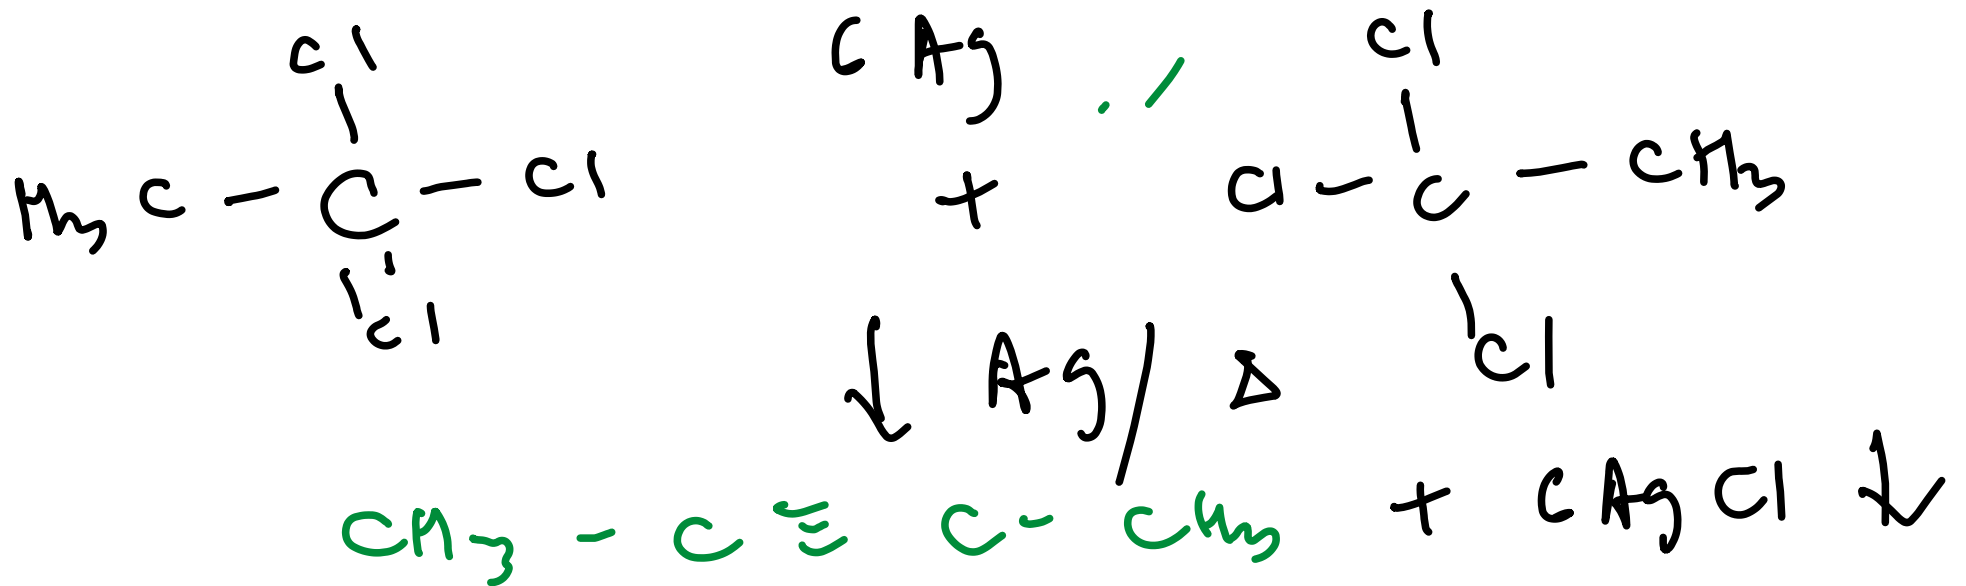 Cl 6 Ag Cl
H3C - C - Cl + Cl - C - CH3
Cl Cl
↓ Ag / Δ
CH3 - C ≡ C - CH3 + 6 AgCl ↓